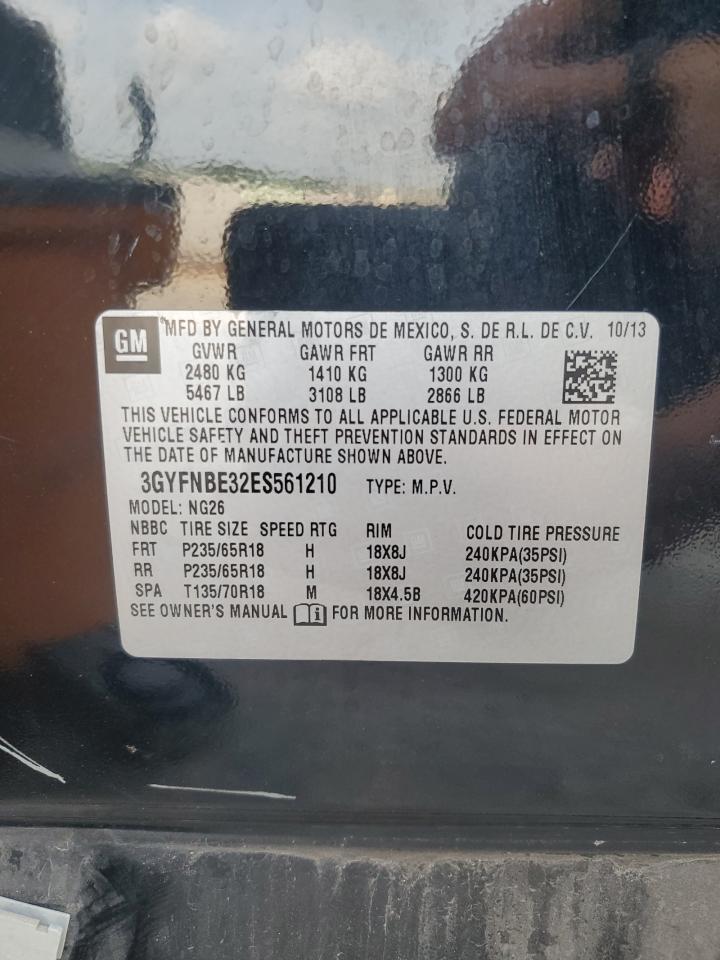 GM MFD BY GENERAL MOTORS DE MEXICO, S. DE R.L. DE C.V. 10/13
GVWR GAWR FRT GAWR RR
2480 KG 1410 KG 1300 KG
5467 LB 3108 LB 2866 LB
THIS VEHICLE CONFORMS TO ALL APPLICABLE U.S. FEDERAL MOTOR
VEHICLE SAFETY AND THEFT PREVENTION STANDARDS IN EFFECT ON
THE DATE OF MANUFACTURE SHOWN ABOVE.
3GYFNBE32ES561210 TYPE: M.P.V.
MODEL: NG26
NBBC TIRE SIZE SPEED RTG RIM COLD TIRE PRESSURE
FRT P235/65R18 H 18X8J 240KPA(35PSI)
RR P235/65R18 H 18X8J 240KPA(35PSI)
SPA T135/70R18 M 18X4.5B 420KPA(60PSI)
SEE OWNER'S MANUAL i FOR MORE INFORMATION.